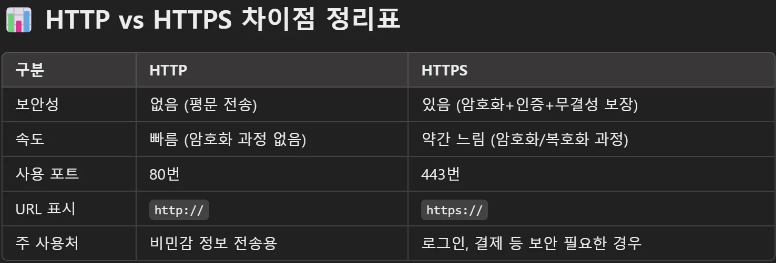 HTTP vs HTTPS 차이점 정리표
구분 HTTP HTTPS
보안성 없음 (평문 전송) 있음 (암호화+인증+무결성 보장)
속도 빠름 (암호화 과정 없음) 약간 느림 (암호화/복호화 과정)
사용 포트 80번 443번
URL 표시 http:// https://
주 사용처 비민감 정보 전송용 로그인, 결제 등 보안 필요한 경우